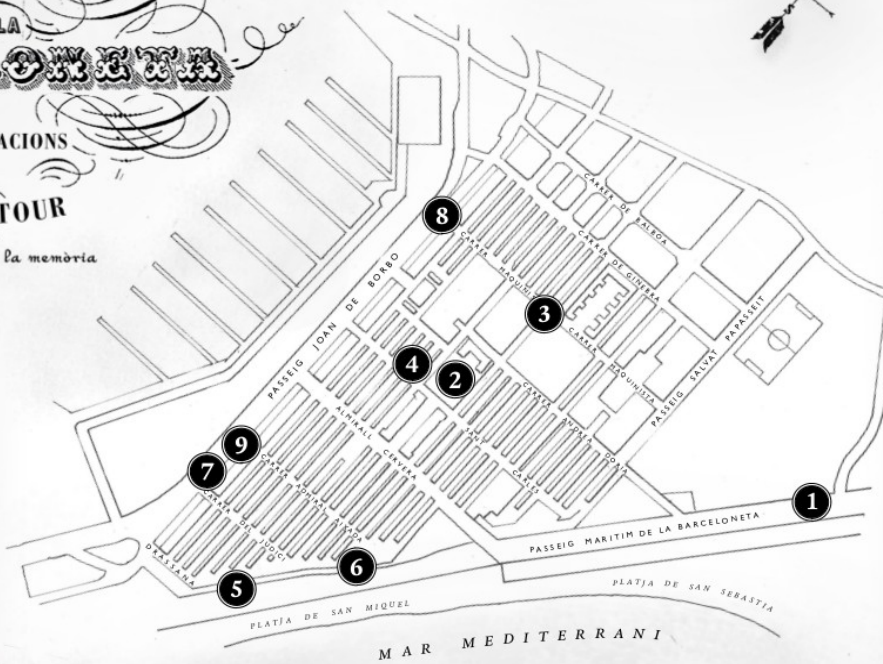 LA
ONETA
ACIONS
TOUR
la memòria
CARRER DE BALBOA
8
CARRER DE GINEBRA
CARRER MAQUINISTA
PASSEIG JOAN DE BORBO
3
CARRER MAQUINISTA
PASSEIG SALVAT PAPASSEIT
4
2
CARRER ANDREA DORIA
ALMIRALL CERVERA
SANT CARLES
9
7
CARRER ADMIRAL AIXADA
CARRER DEL JUDICI
1
PASSEIG MARITIM DE LA BARCELONETA
DRASSANA
6
5
PLATJA DE SAN MIQUEL
PLATJA DE SAN SEBASTIA
MAR MEDITERRANI